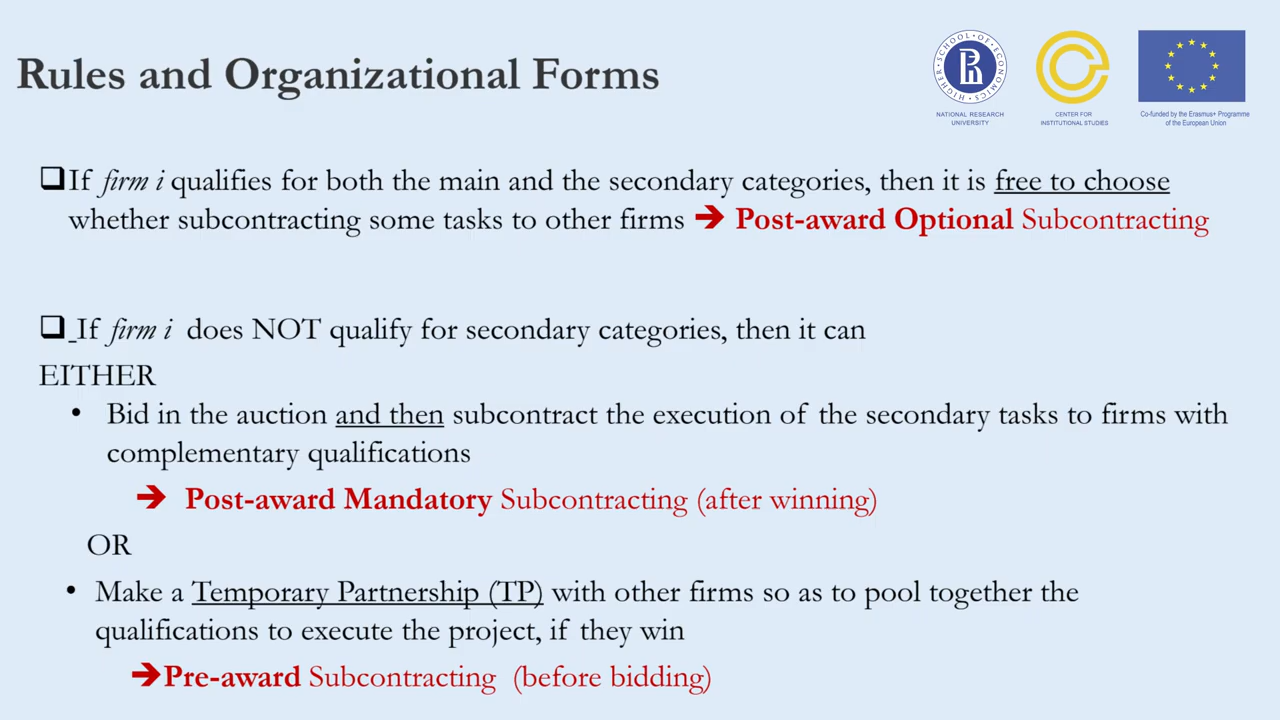 Rules and Organizational Forms
HIGHER · SCHOOL · OF · ECONOMICS
NATIONAL RESEARCH
UNIVERSITY
CENTER FOR
INSTITUTIONAL STUDIES
Co-funded by the Erasmus+ Programme
of the European Union
❑If firm i qualifies for both the main and the secondary categories, then it is free to choose
whether subcontracting some tasks to other firms ➔ Post-award Optional Subcontracting
❑ If firm i does NOT qualify for secondary categories, then it can
EITHER
• Bid in the auction and then subcontract the execution of the secondary tasks to firms with
complementary qualifications
➔ Post-award Mandatory Subcontracting (after winning)
OR
• Make a Temporary Partnership (TP) with other firms so as to pool together the
qualifications to execute the project, if they win
➔Pre-award Subcontracting (before bidding)